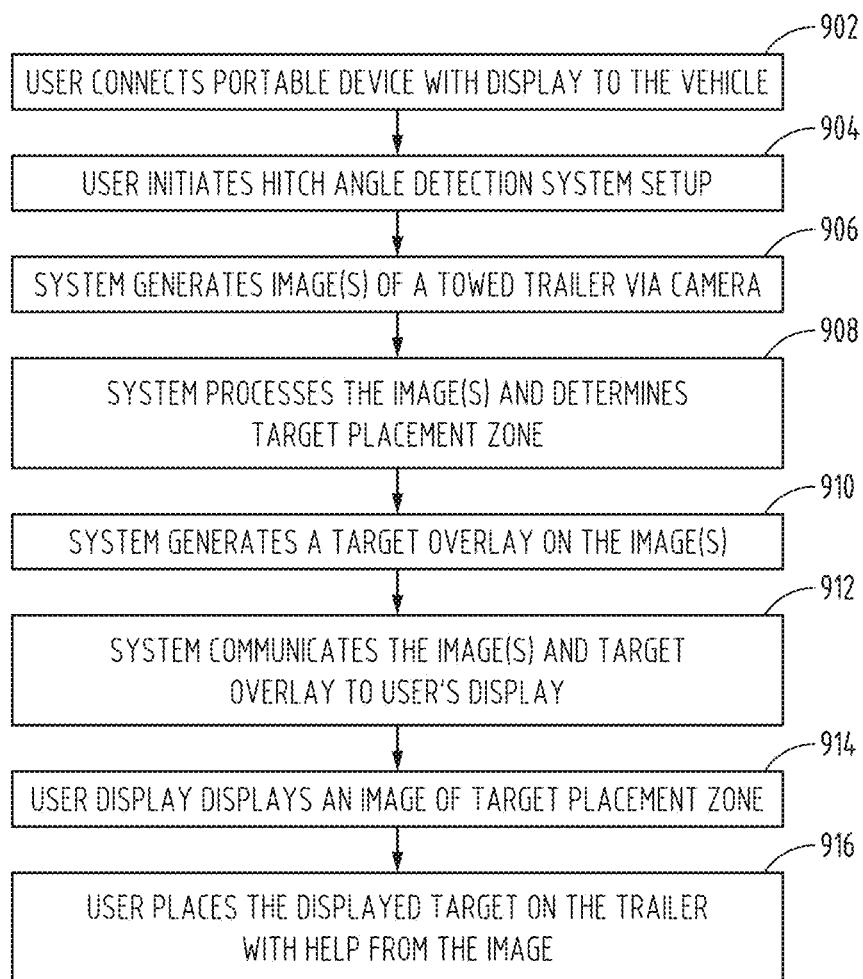 902
USER CONNECTS PORTABLE DEVICE WITH DISPLAY TO THE VEHICLE
904
USER INITIATES HITCH ANGLE DETECTION SYSTEM SETUP
906
SYSTEM GENERATES IMAGE(S) OF A TOWED TRAILER VIA CAMERA
908
SYSTEM PROCESSES THE IMAGE(S) AND DETERMINES
TARGET PLACEMENT ZONE
910
SYSTEM GENERATES A TARGET OVERLAY ON THE IMAGE(S)
912
SYSTEM COMMUNICATES THE IMAGE(S) AND TARGET
OVERLAY TO USER'S DISPLAY
914
USER DISPLAY DISPLAYS AN IMAGE OF TARGET PLACEMENT ZONE
916
USER PLACES THE DISPLAYED TARGET ON THE TRAILER
WITH HELP FROM THE IMAGE